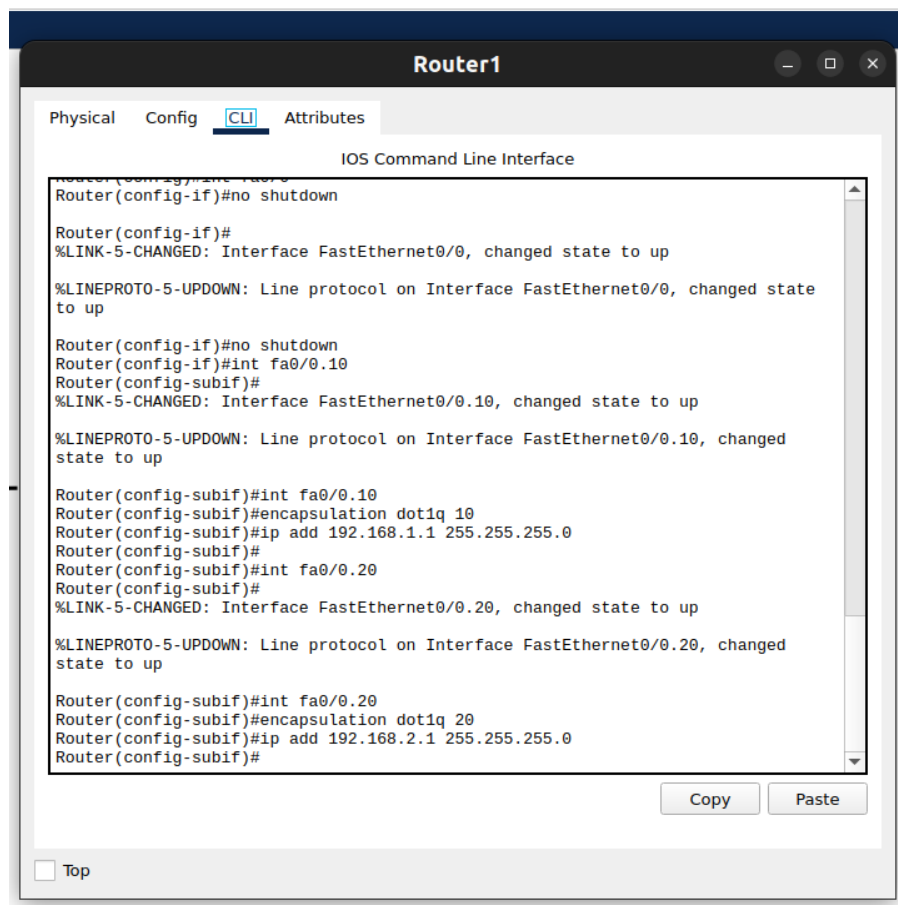 Router1
Physical Config CLI Attributes
IOS Command Line Interface
Router(config)#int fa0/0
Router(config-if)#no shutdown
Router(config-if)#
%LINK-5-CHANGED: Interface FastEthernet0/0, changed state to up
%LINEPROTO-5-UPDOWN: Line protocol on Interface FastEthernet0/0, changed state
to up
Router(config-if)#no shutdown
Router(config-if)#int fa0/0.10
Router(config-subif)#
%LINK-5-CHANGED: Interface FastEthernet0/0.10, changed state to up
%LINEPROTO-5-UPDOWN: Line protocol on Interface FastEthernet0/0.10, changed
state to up
Router(config-subif)#int fa0/0.10
Router(config-subif)#encapsulation dot1q 10
Router(config-subif)#ip add 192.168.1.1 255.255.255.0
Router(config-subif)#
Router(config-subif)#int fa0/0.20
Router(config-subif)#
%LINK-5-CHANGED: Interface FastEthernet0/0.20, changed state to up
%LINEPROTO-5-UPDOWN: Line protocol on Interface FastEthernet0/0.20, changed
state to up
Router(config-subif)#int fa0/0.20
Router(config-subif)#encapsulation dot1q 20
Router(config-subif)#ip add 192.168.2.1 255.255.255.0
Router(config-subif)#
Copy Paste
Top